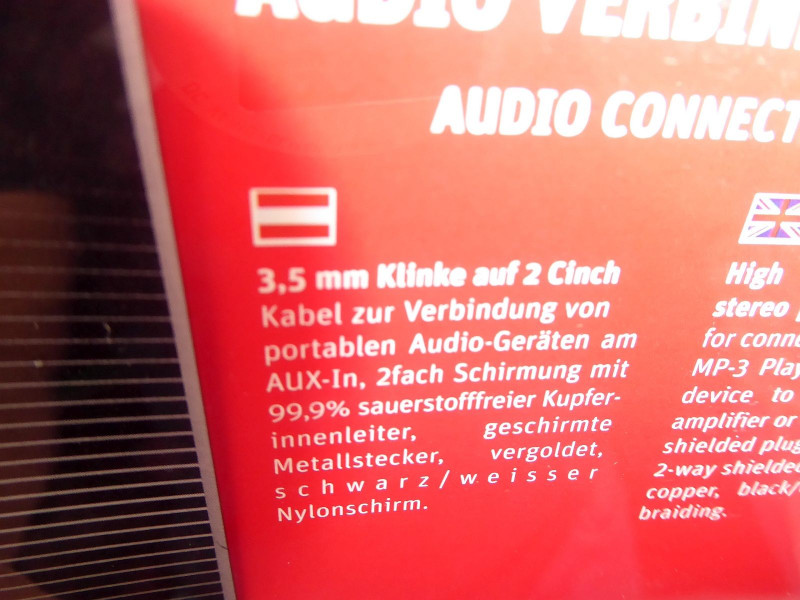 AUDIO VERBIN
AUDIO CONNECT
3,5 mm Klinke auf 2 Cinch
Kabel zur Verbindung von
portablen Audio-Geräten am
AUX-In, 2fach Schirmung mit
99,9% sauerstofffreier Kupfer-
innenleiter, geschirmte
Metallstecker, vergoldet,
schwarz/weisser
Nylonschirm.
High
stereo
for conne
MP-3 Play
device to
amplifier or
shielded plug
2-way shielde
copper, black/
braiding.